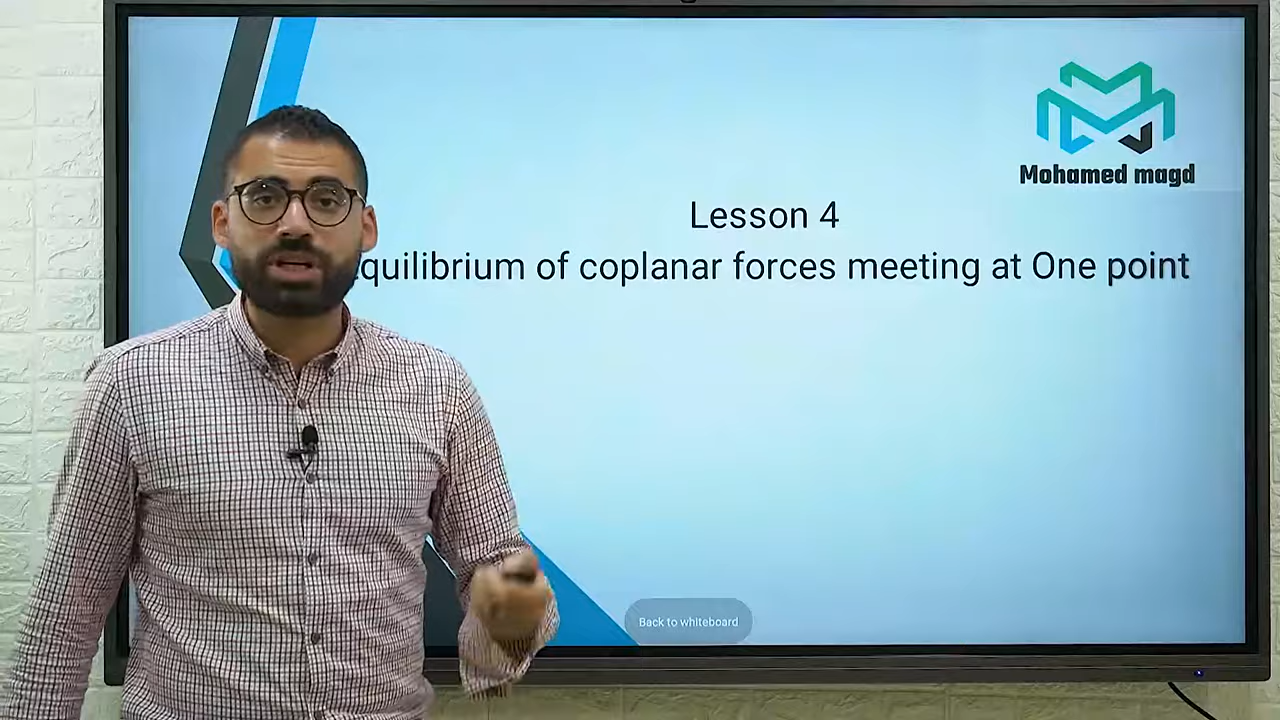 Mohamed magd
Lesson 4
quilibrium of coplanar forces meeting at One point
Back to whiteboard